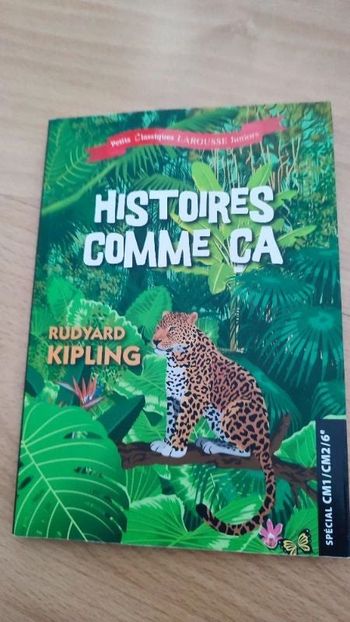 Petits Classiques LAROUSSE Juniors
HISTOIRES
COMME ÇA
RUDYARD
KIPLING
SPÉCIAL CM1/CM2/6e